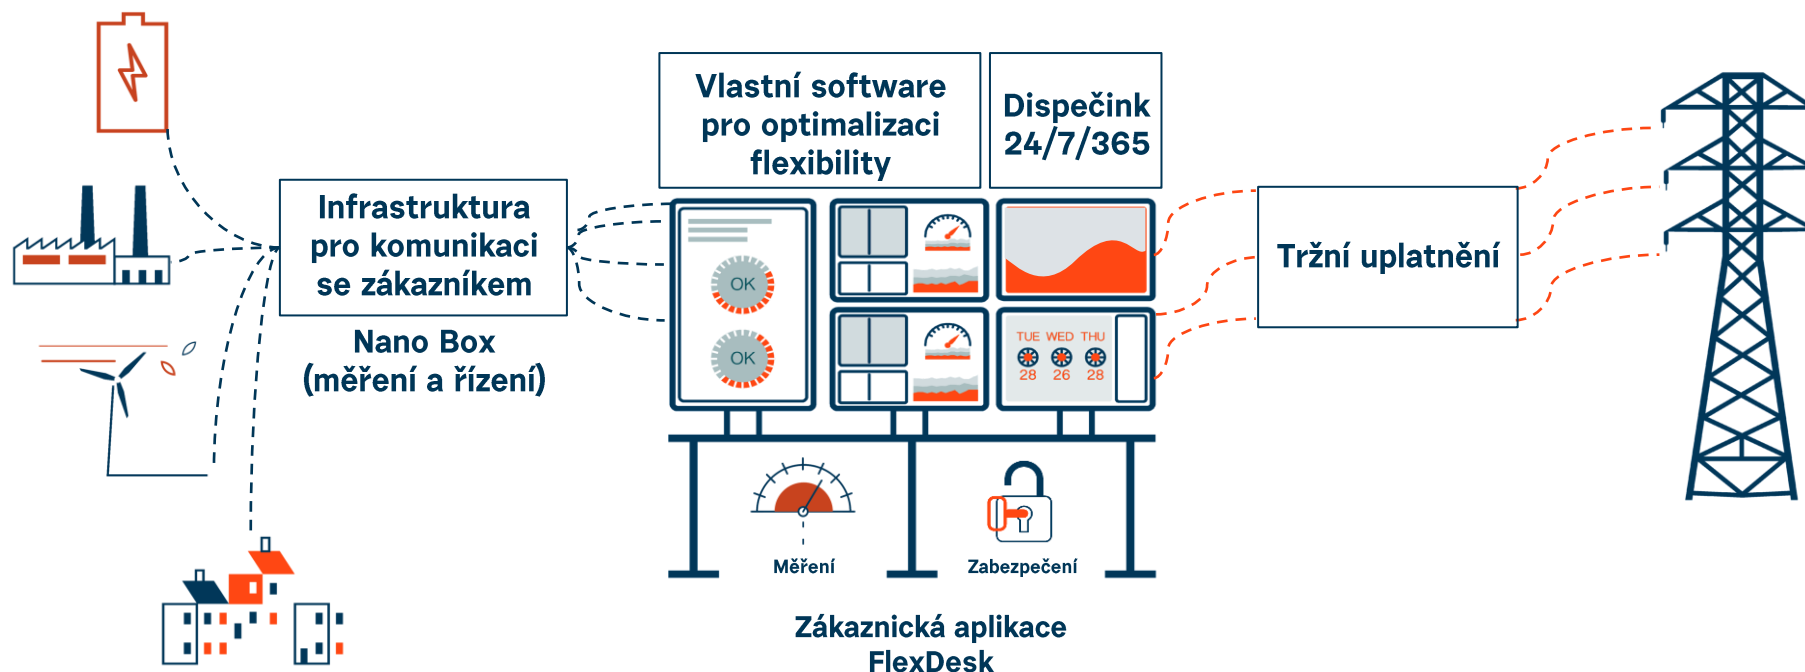 Vlastní software
pro optimalizaci
flexibility
Dispečink
24/7/365
Infrastruktura
pro komunikaci
se zákazníkem
Nano Box
(měření a řízení)
OK
OK
TUE WED THU
28 26 28
Tržní uplatnění
Měření
Zabezpečení
Zákaznická aplikace
FlexDesk